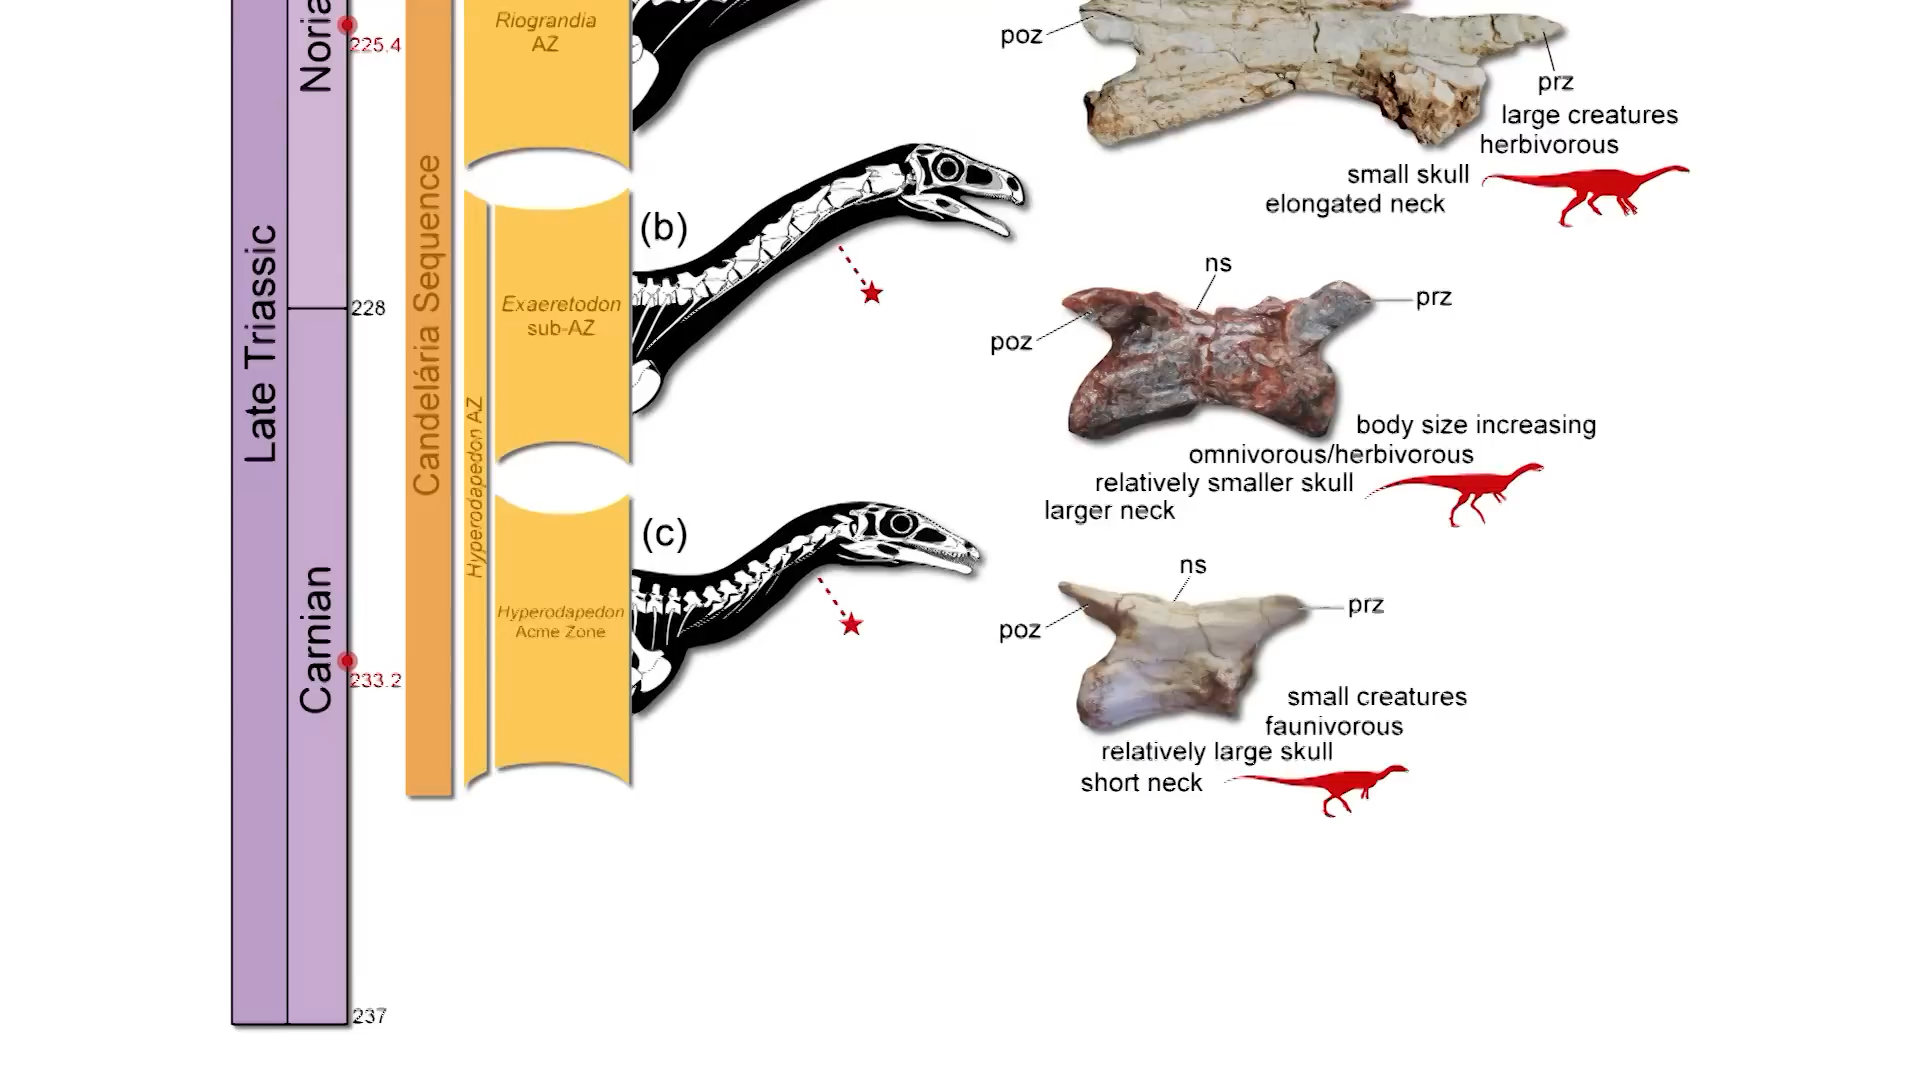 Late Triassic
Noria
Carnian
225.4
228
233.2
237
Candelária Sequence
Hyperodapedon AZ
Riograndia
AZ
Exaeretodon
sub-AZ
Hyperodapedon
Acme Zone
poz
prz
large creatures
herbivorous
small skull
elongated neck
(b)
ns
prz
poz
body size increasing
omnivorous/herbivorous
relatively smaller skull
larger neck
(c)
ns
prz
poz
small creatures
faunivorous
relatively large skull
short neck